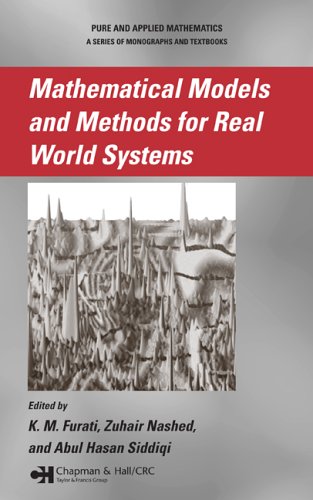 PURE AND APPLIED MATHEMATICS
A SERIES OF MONOGRAPHS AND TEXTBOOKS
Mathematical Models
and Methods for Real
World Systems
Edited by
K. M. Furati, Zuhair Nashed,
and Abul Hasan Siddiqi
Chapman & Hall/CRC
Taylor & Francis Group